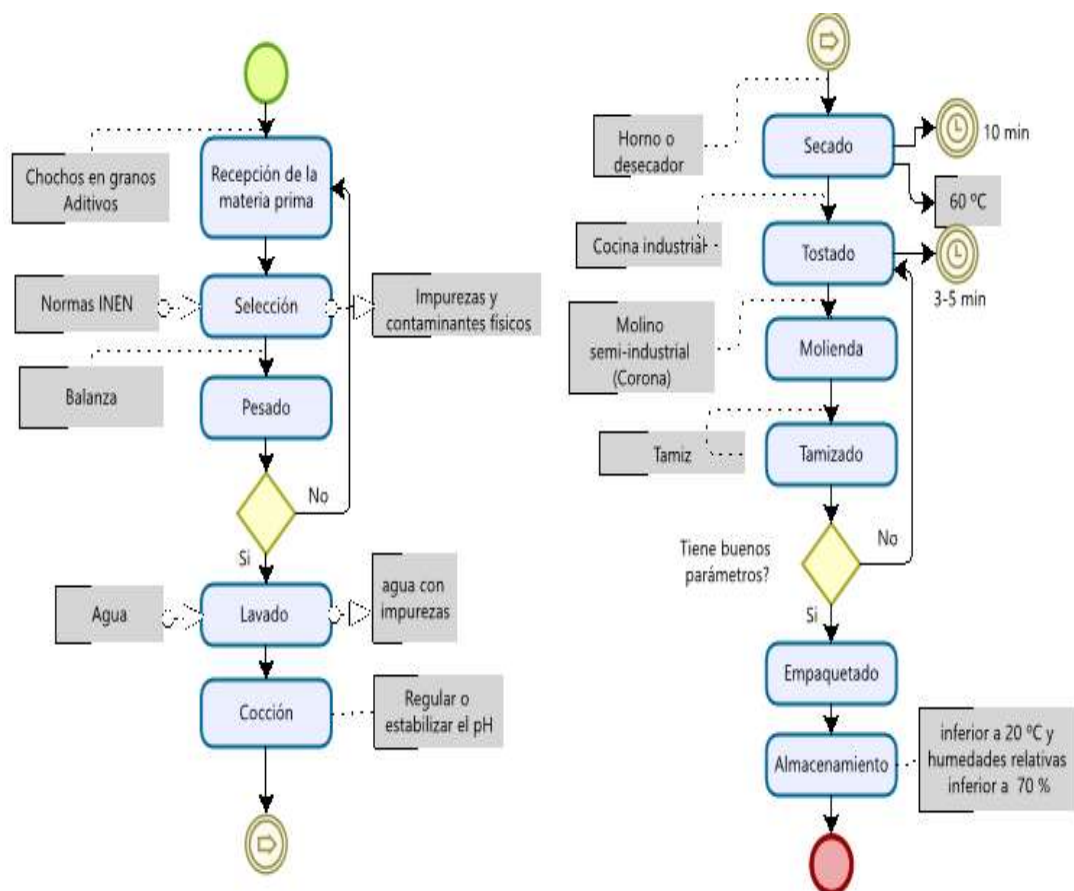 Chochos en granos
Aditivos
Recepción de la
materia prima
Normas INEN
Selección
Impurezas y
contaminantes físicos
Balanza
Pesado
No
Si
Agua
Lavado
agua con
impurezas
Cocción
Regular o
estabilizar el pH
Horno o
desecador
Secado
10 min
60 ºC
Cocina industrial
Tostado
3-5 min
Molino
semi-industrial
(Corona)
Molienda
Tamiz
Tamizado
Tiene buenos
parámetros?
No
Si
Empaquetado
Almacenamiento
inferior a 20 ºC y
humedades relativas
inferior a 70 %